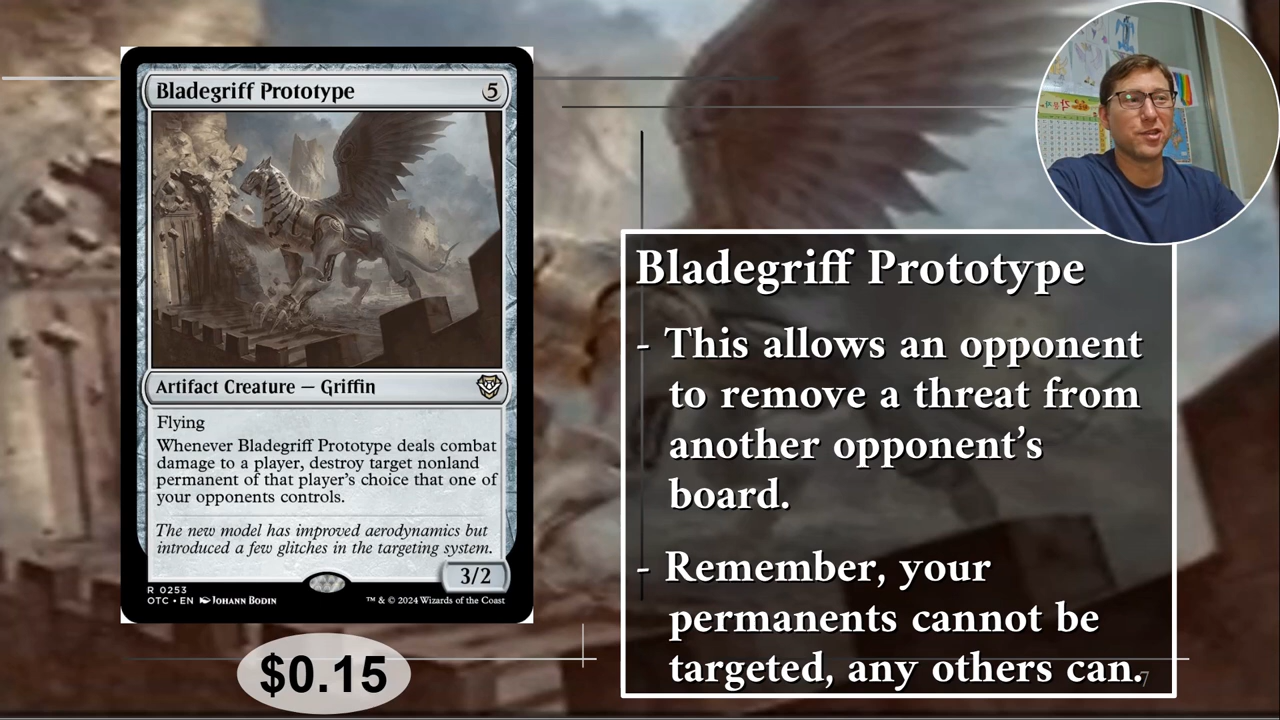 Bladegriff Prototype 5
Artifact Creature — Griffin
Flying
Whenever Bladegriff Prototype deals combat
damage to a player, destroy target nonland
permanent of that player's choice that one of
your opponents controls.
The new model has improved aerodynamics but
introduced a few glitches in the targeting system.
3/2
R 0253
OTC • EN Johann Bodin
™ & © 2024 Wizards of the Coast
$0.15
Bladegriff Prototype
- This allows an opponent
to remove a threat from
another opponent’s
board.
- Remember, your
permanents cannot be
targeted, any others can.
7